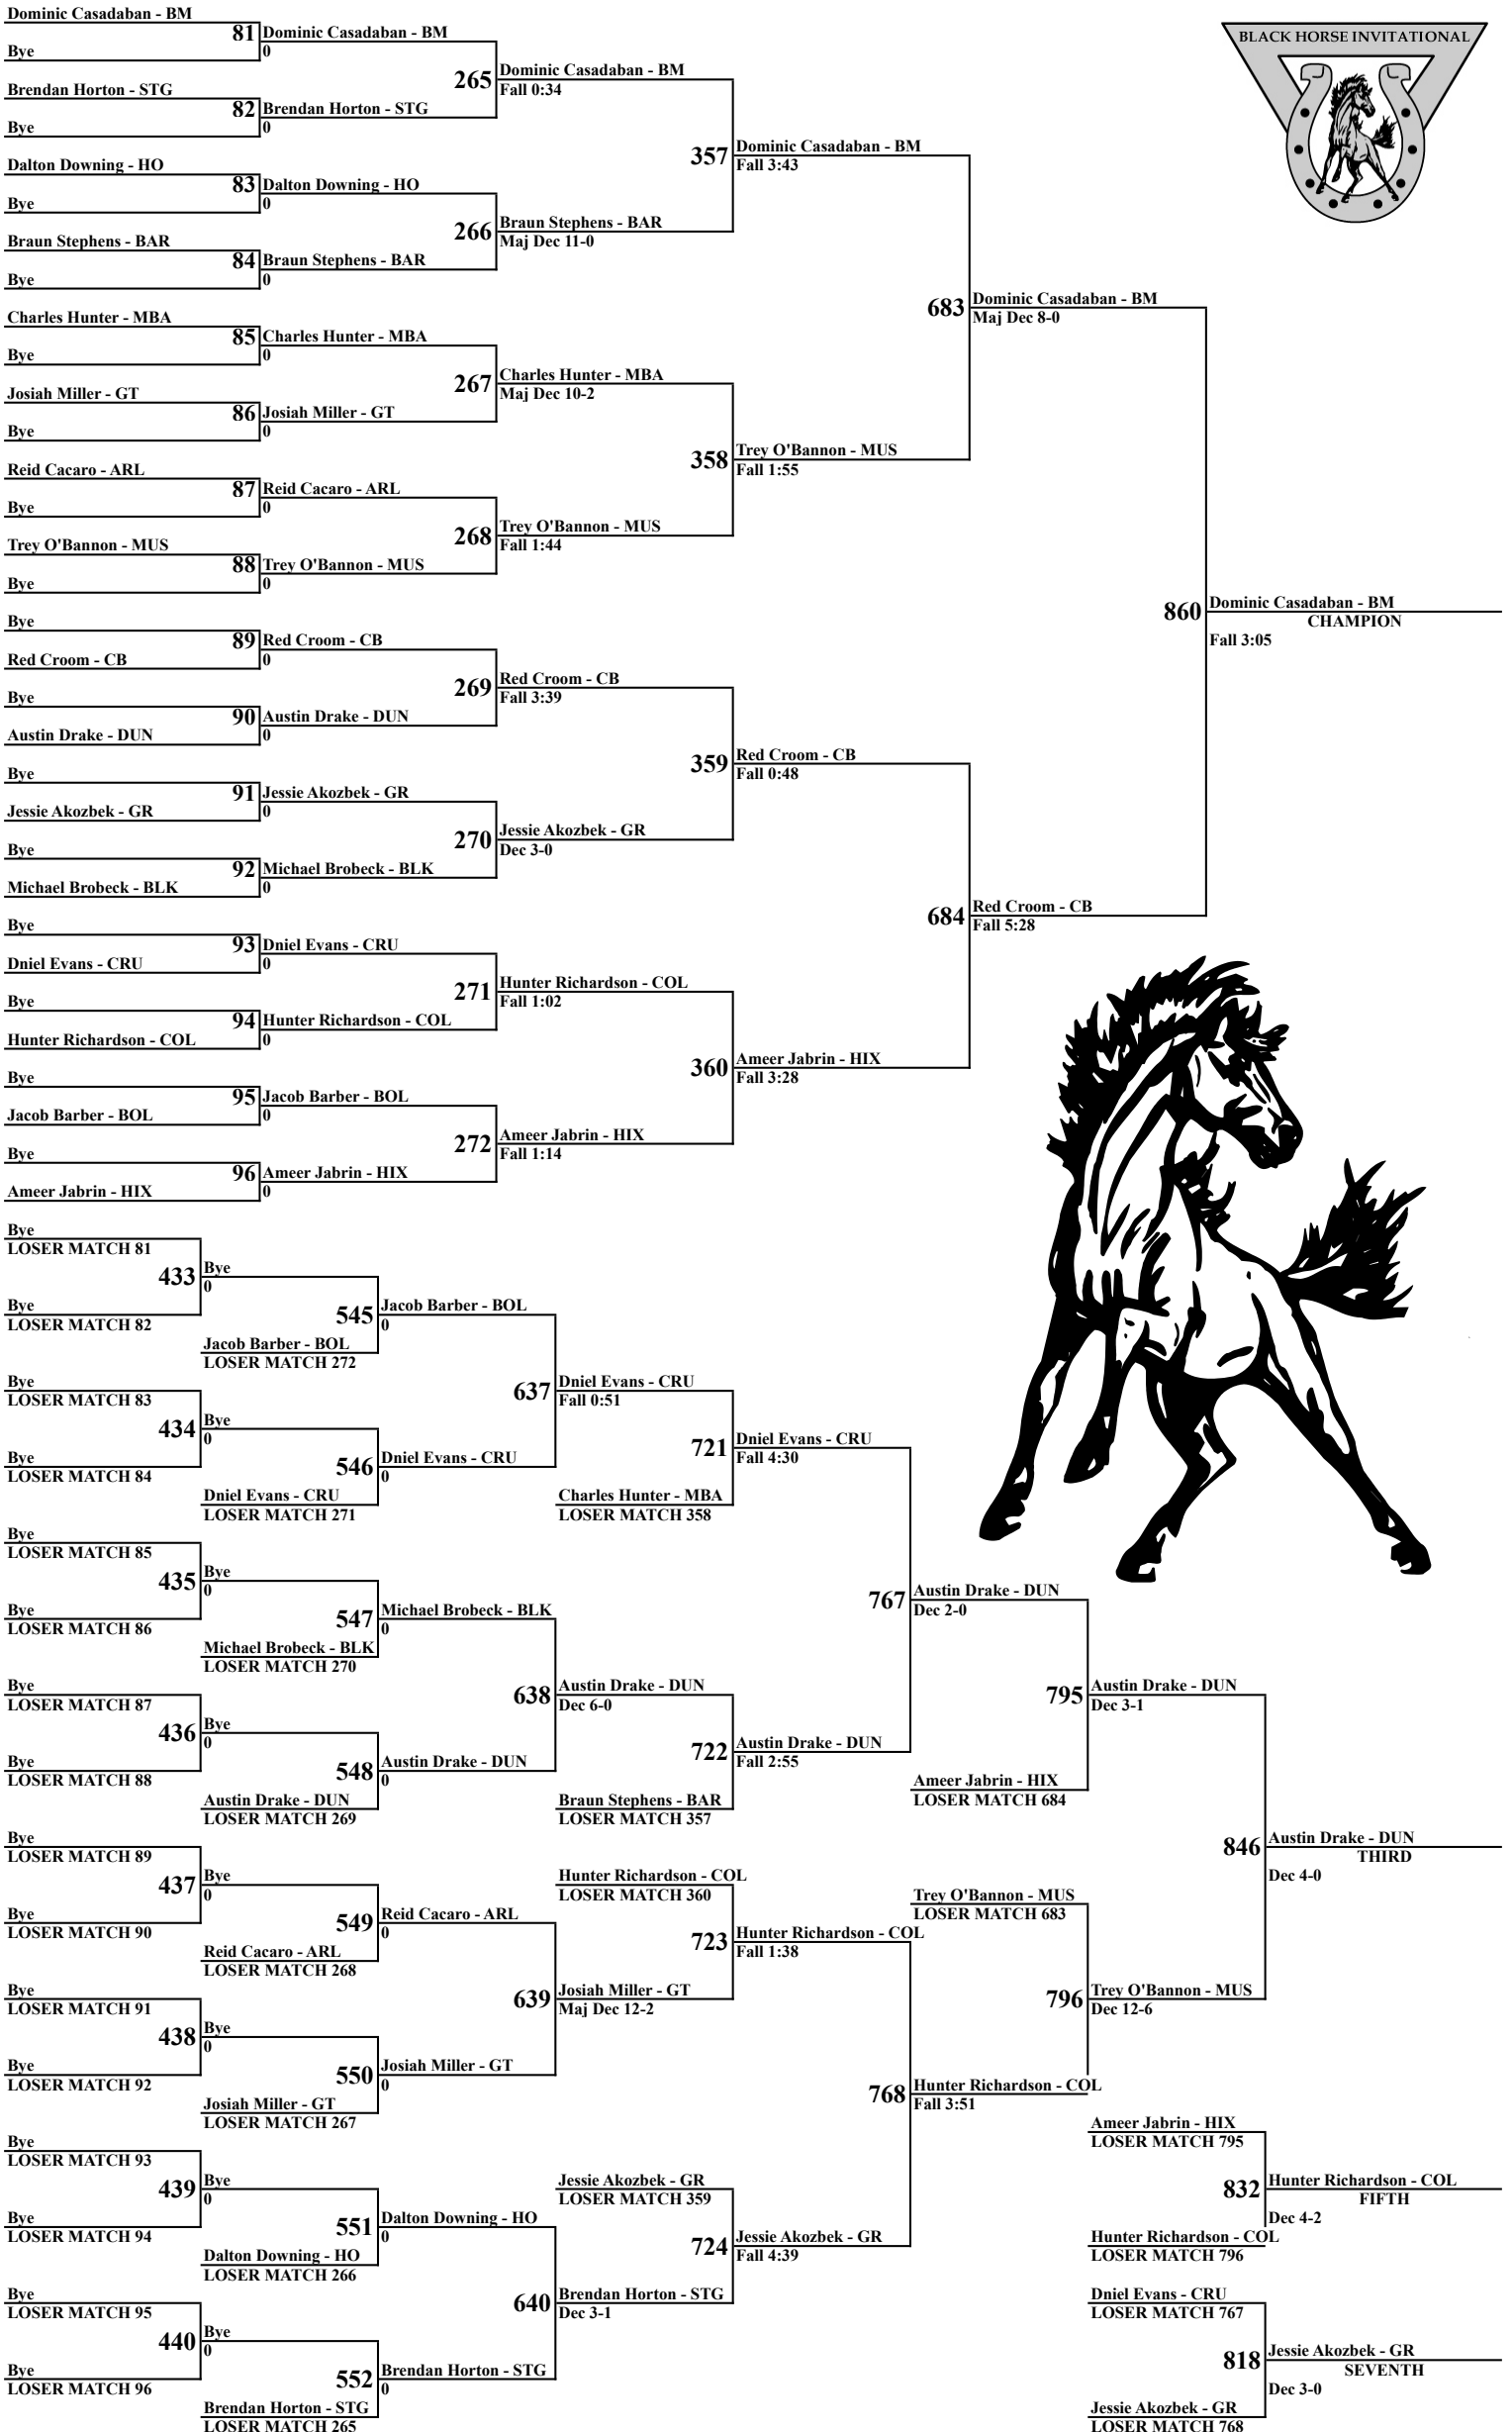 BLACK HORSE INVITATIONAL
Dominic Casadaban - BM
81
Dominic Casadaban - BM
Bye
0
265
Dominic Casadaban - BM
Fall 0:34
Brendan Horton - STG
82
Brendan Horton - STG
Bye
0
357
Dominic Casadaban - BM
Fall 3:43
Dalton Downing - HO
83
Dalton Downing - HO
Bye
0
266
Braun Stephens - BAR
Maj Dec 11-0
Braun Stephens - BAR
84
Braun Stephens - BAR
Bye
0
683
Dominic Casadaban - BM
Maj Dec 8-0
Charles Hunter - MBA
85
Charles Hunter - MBA
Bye
0
267
Charles Hunter - MBA
Maj Dec 10-2
Josiah Miller - GT
86
Josiah Miller - GT
Bye
0
358
Trey O'Bannon - MUS
Fall 1:55
Reid Cacaro - ARL
87
Reid Cacaro - ARL
Bye
0
268
Trey O'Bannon - MUS
Fall 1:44
Trey O'Bannon - MUS
88
Trey O'Bannon - MUS
Bye
0
860
Dominic Casadaban - BM
CHAMPION
Fall 3:05
Bye
89
Red Croom - CB
Red Croom - CB
0
269
Red Croom - CB
Fall 3:39
Bye
90
Austin Drake - DUN
Austin Drake - DUN
0
359
Red Croom - CB
Fall 0:48
Bye
91
Jessie Akozbek - GR
Jessie Akozbek - GR
0
270
Jessie Akozbek - GR
Dec 3-0
Bye
92
Michael Brobeck - BLK
Michael Brobeck - BLK
0
684
Red Croom - CB
Fall 5:28
Bye
93
Dniel Evans - CRU
Dniel Evans - CRU
0
271
Hunter Richardson - COL
Fall 1:02
Bye
94
Hunter Richardson - COL
Hunter Richardson - COL
0
360
Ameer Jabrin - HIX
Fall 3:28
Bye
95
Jacob Barber - BOL
Jacob Barber - BOL
0
272
Ameer Jabrin - HIX
Fall 1:14
Bye
96
Ameer Jabrin - HIX
Ameer Jabrin - HIX
0
Bye
LOSER MATCH 81
433
Bye
0
Bye
LOSER MATCH 82
545
Jacob Barber - BOL
0
Jacob Barber - BOL
LOSER MATCH 272
637
Dniel Evans - CRU
Fall 0:51
Bye
LOSER MATCH 83
434
Bye
0
Bye
LOSER MATCH 84
546
Dniel Evans - CRU
0
Dniel Evans - CRU
LOSER MATCH 271
721
Dniel Evans - CRU
Fall 4:30
Charles Hunter - MBA
LOSER MATCH 358
Bye
LOSER MATCH 85
435
Bye
0
Bye
LOSER MATCH 86
547
Michael Brobeck - BLK
0
Michael Brobeck - BLK
LOSER MATCH 270
767
Austin Drake - DUN
Dec 2-0
638
Austin Drake - DUN
Dec 6-0
Bye
LOSER MATCH 87
436
Bye
0
Bye
LOSER MATCH 88
548
Austin Drake - DUN
0
Austin Drake - DUN
LOSER MATCH 269
722
Austin Drake - DUN
Fall 2:55
Braun Stephens - BAR
LOSER MATCH 357
795
Austin Drake - DUN
Dec 3-1
Ameer Jabrin - HIX
LOSER MATCH 684
846
Austin Drake - DUN
THIRD
Dec 4-0
Bye
LOSER MATCH 89
437
Bye
0
Bye
LOSER MATCH 90
549
Reid Cacaro - ARL
0
Reid Cacaro - ARL
LOSER MATCH 268
Hunter Richardson - COL
LOSER MATCH 360
723
Hunter Richardson - COL
Fall 1:38
Trey O'Bannon - MUS
LOSER MATCH 683
639
Josiah Miller - GT
Maj Dec 12-2
796
Trey O'Bannon - MUS
Dec 12-6
Bye
LOSER MATCH 91
438
Bye
0
Bye
LOSER MATCH 92
550
Josiah Miller - GT
0
Josiah Miller - GT
LOSER MATCH 267
768
Hunter Richardson - COL
Fall 3:51
Ameer Jabrin - HIX
LOSER MATCH 795
832
Hunter Richardson - COL
FIFTH
Dec 4-2
Hunter Richardson - COL
LOSER MATCH 796
Bye
LOSER MATCH 93
439
Bye
0
Bye
LOSER MATCH 94
551
Dalton Downing - HO
0
Dalton Downing - HO
LOSER MATCH 266
Jessie Akozbek - GR
LOSER MATCH 359
724
Jessie Akozbek - GR
Fall 4:39
640
Brendan Horton - STG
Dec 3-1
Bye
LOSER MATCH 95
440
Bye
0
Bye
LOSER MATCH 96
552
Brendan Horton - STG
0
Brendan Horton - STG
LOSER MATCH 265
Dniel Evans - CRU
LOSER MATCH 767
818
Jessie Akozbek - GR
SEVENTH
Dec 3-0
Jessie Akozbek - GR
LOSER MATCH 768